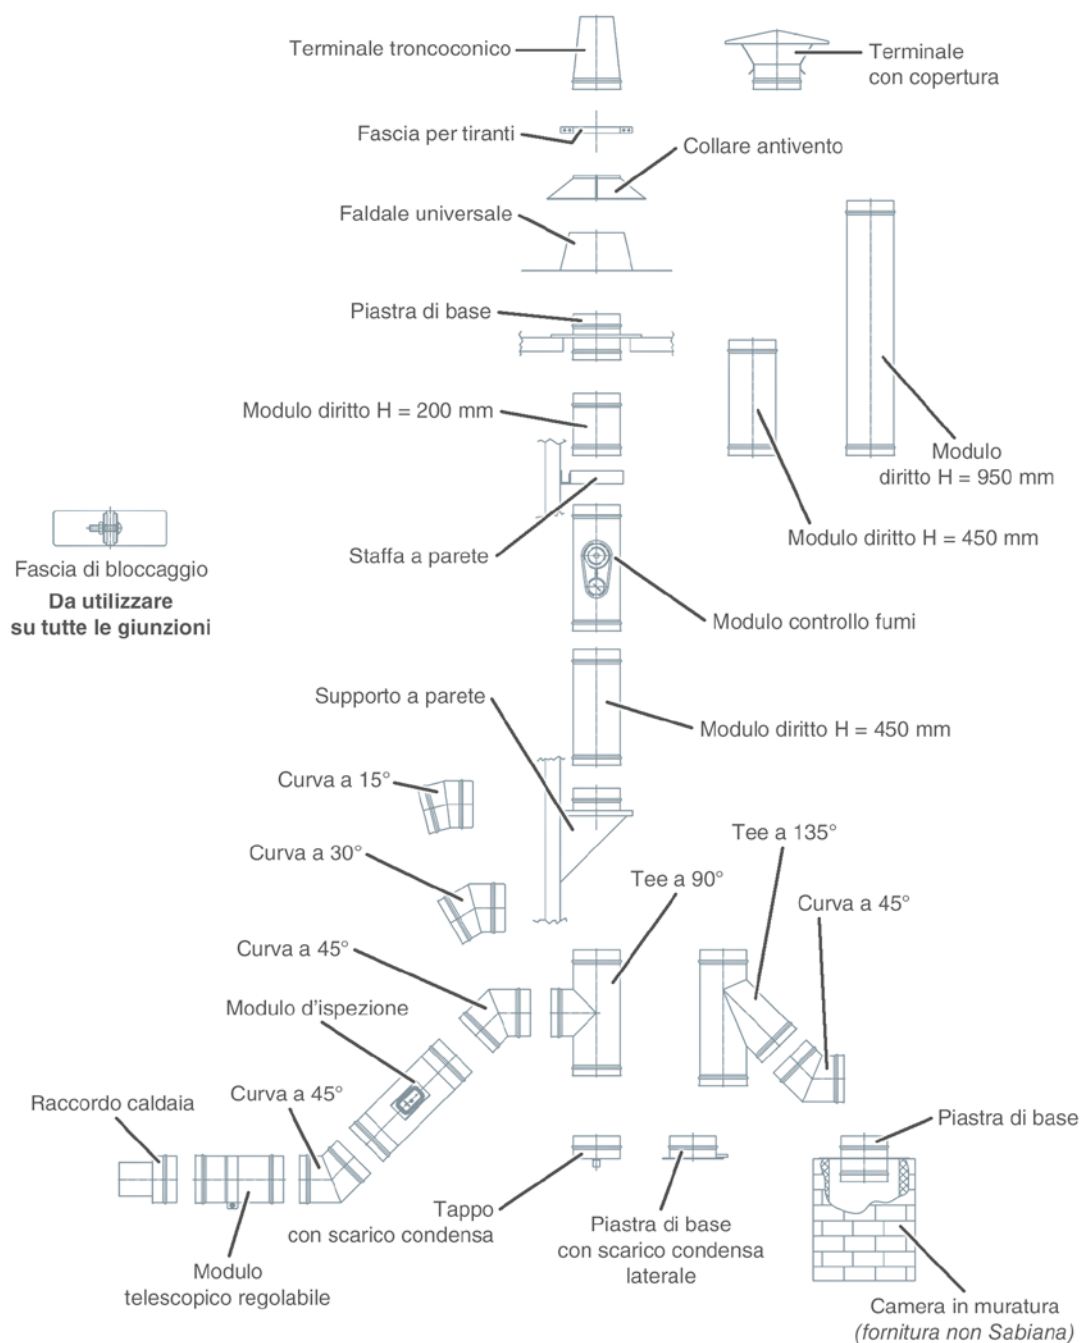 Terminale troncoconico
Terminale
con copertura
Fascia per tiranti
Collare antivento
Faldale universale
Piastra di base
Modulo diritto H = 200 mm
Modulo
diritto H = 950 mm
Modulo diritto H = 450 mm
Staffa a parete
Fascia di bloccaggio
Da utilizzare
su tutte le giunzioni
Modulo controllo fumi
Supporto a parete
Modulo diritto H = 450 mm
Curva a 15°
Tee a 135°
Curva a 30°
Tee a 90°
Curva a 45°
Curva a 45°
Modulo d'ispezione
Curva a 45°
Raccordo caldaia
Piastra di base
Tappo
con scarico condensa
Piastra di base
con scarico condensa
laterale
Modulo
telescopico regolabile
Camera in muratura
(fornitura non Sabiana)